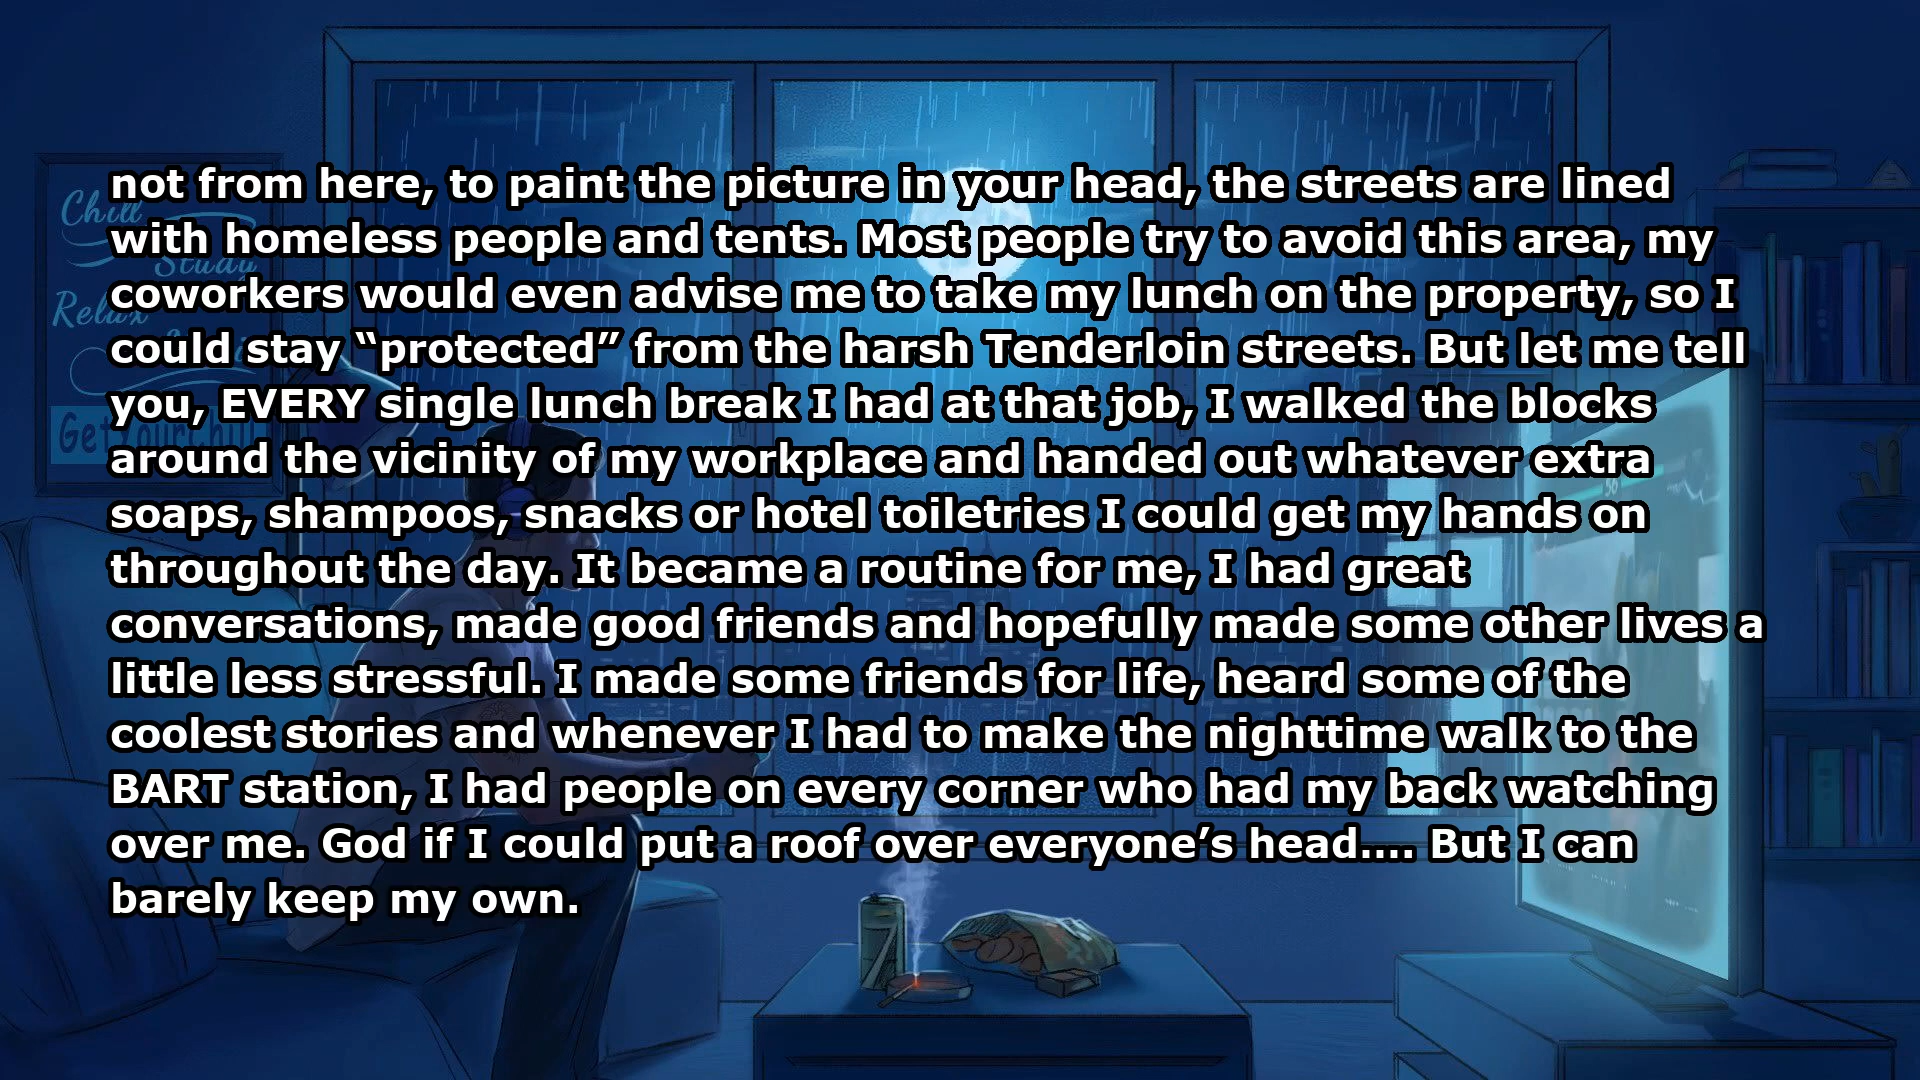 not from here, to paint the picture in your head, the streets are lined
with homeless people and tents. Most people try to avoid this area, my
coworkers would even advise me to take my lunch on the property, so I
could stay “protected” from the harsh Tenderloin streets. But let me tell
you, EVERY single lunch break I had at that job, I walked the blocks
around the vicinity of my workplace and handed out whatever extra
soaps, shampoos, snacks or hotel toiletries I could get my hands on
throughout the day. It became a routine for me, I had great
conversations, made good friends and hopefully made some other lives a
little less stressful. I made some friends for life, heard some of the
coolest stories and whenever I had to make the nighttime walk to the
BART station, I had people on every corner who had my back watching
over me. God if I could put a roof over everyone’s head.... But I can
barely keep my own.
Chill
Study
Relax
GetYourChill